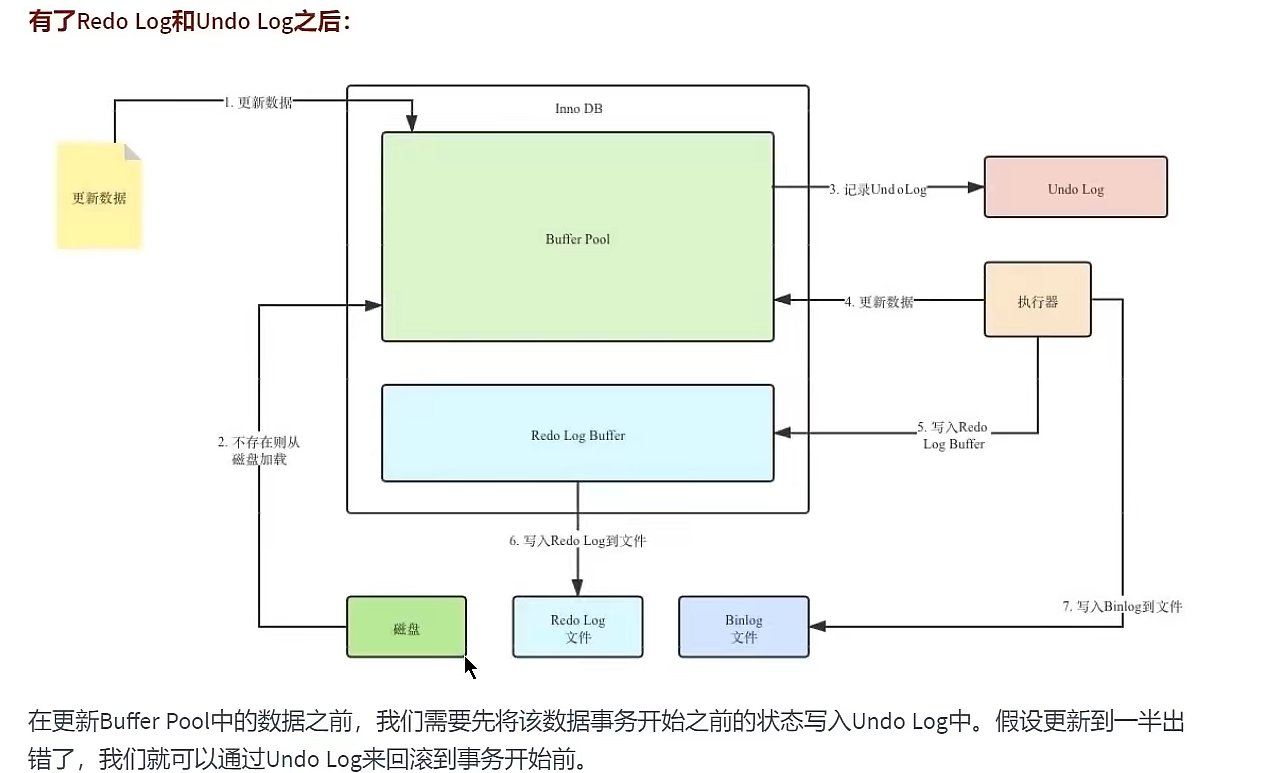 有了Redo Log和Undo Log之后：
1. 更新数据
Inno DB
更新数据
Buffer Pool
3. 记录UndoLog
Undo Log
4. 更新数据
执行器
2. 不存在则从
磁盘加载
Redo Log Buffer
5. 写入Redo
Log Buffer
6. 写入Redo Log到文件
7. 写入Binlog到文件
磁盘
Redo Log
文件
Binlog
文件
在更新Buffer Pool中的数据之前，我们需要先将该数据事务开始之前的状态写入Undo Log中。假设更新到一半出
错了，我们就可以通过Undo Log来回滚到事务开始前。